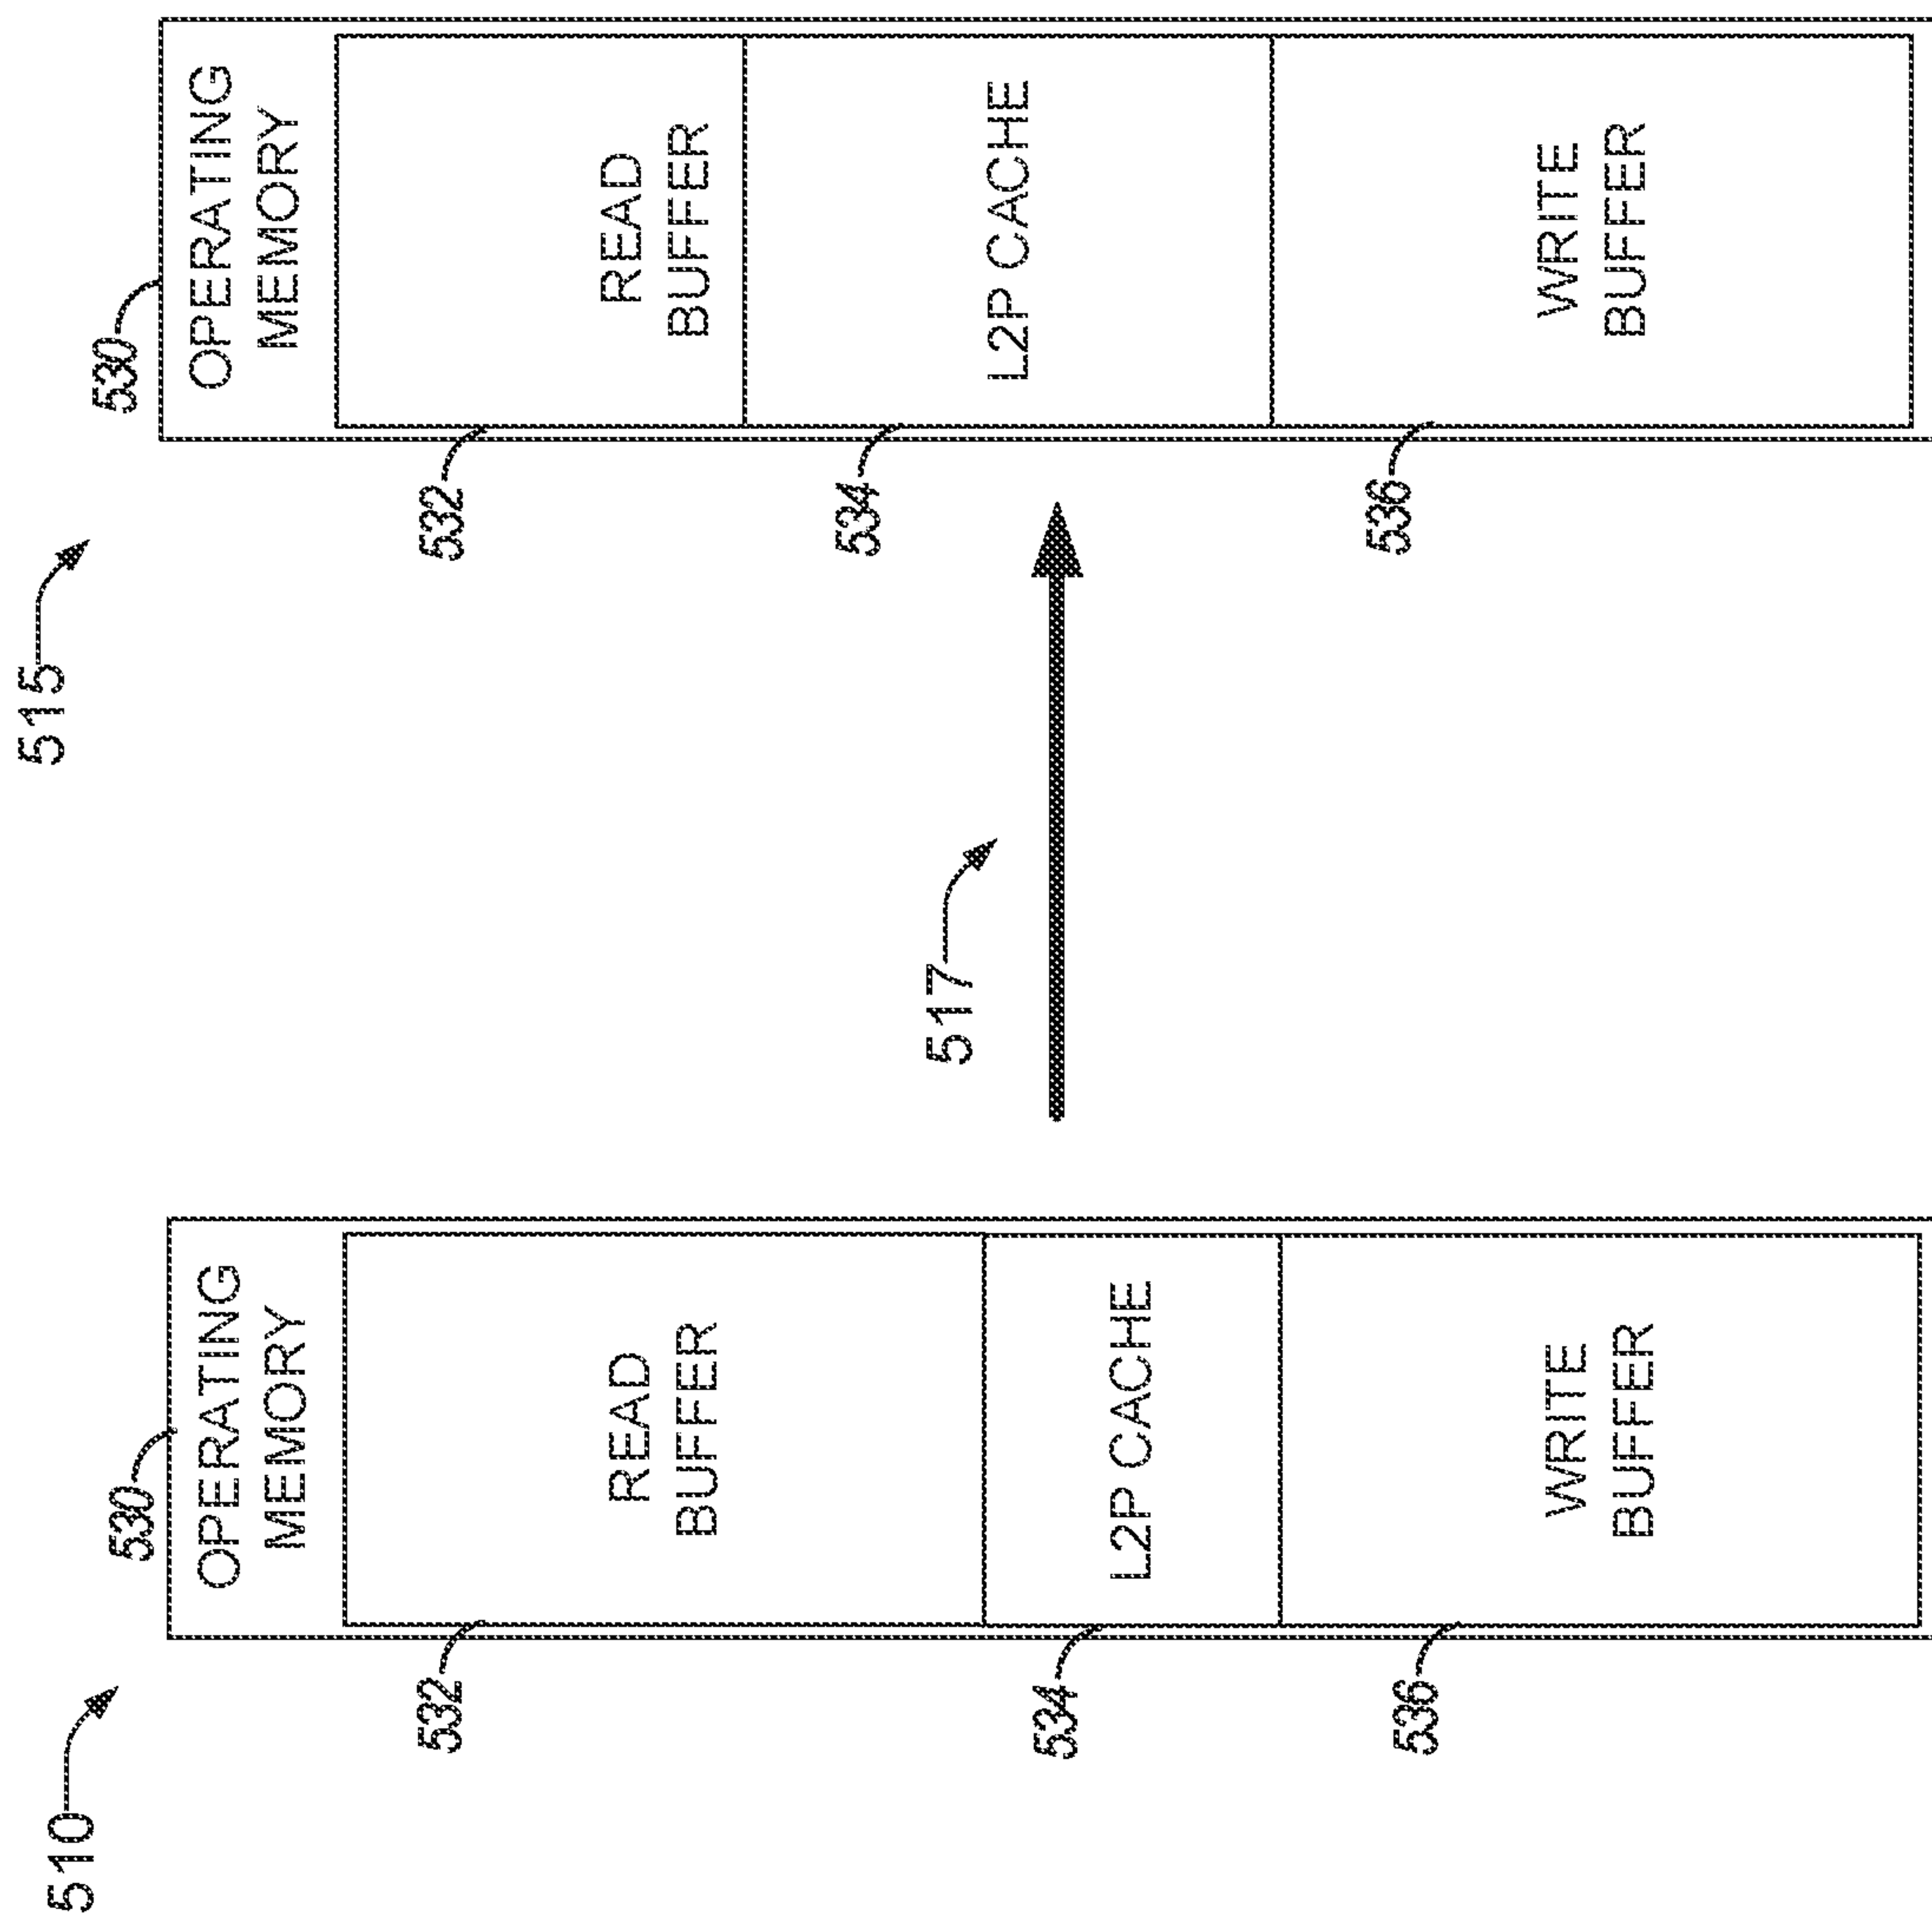 510
530
OPERATING
MEMORY
532
READ
BUFFER
534
L2P CACHE
536
WRITE
BUFFER
517
515
530
OPERATING
MEMORY
532
READ
BUFFER
534
L2P CACHE
536
WRITE
BUFFER